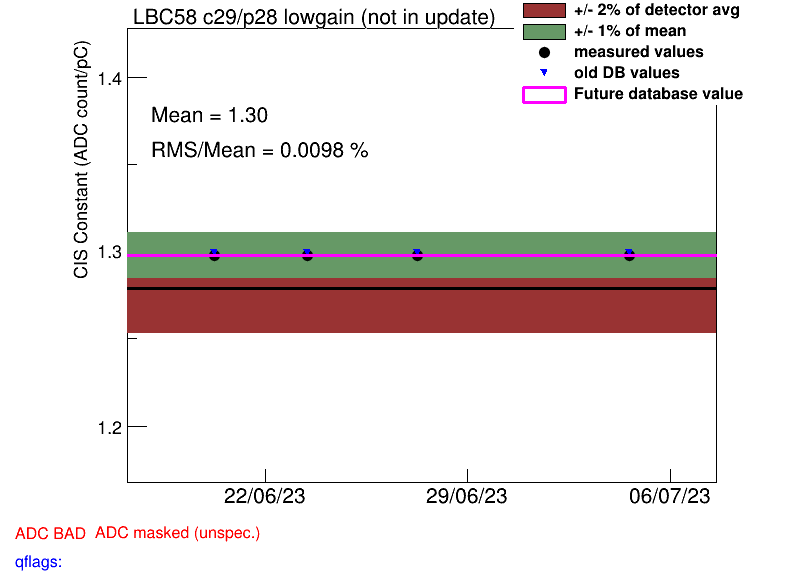 LBC58 c29/p28 lowgain (not in update)
+/- 2% of detector avg
+/- 1% of mean
measured values
old DB values
Future database value
CIS Constant (ADC count/pC)
1.4
Mean = 1.30
RMS/Mean = 0.0098 %
1.3
1.2
22/06/23 29/06/23 06/07/23
ADC BAD ADC masked (unspec.)
qflags: